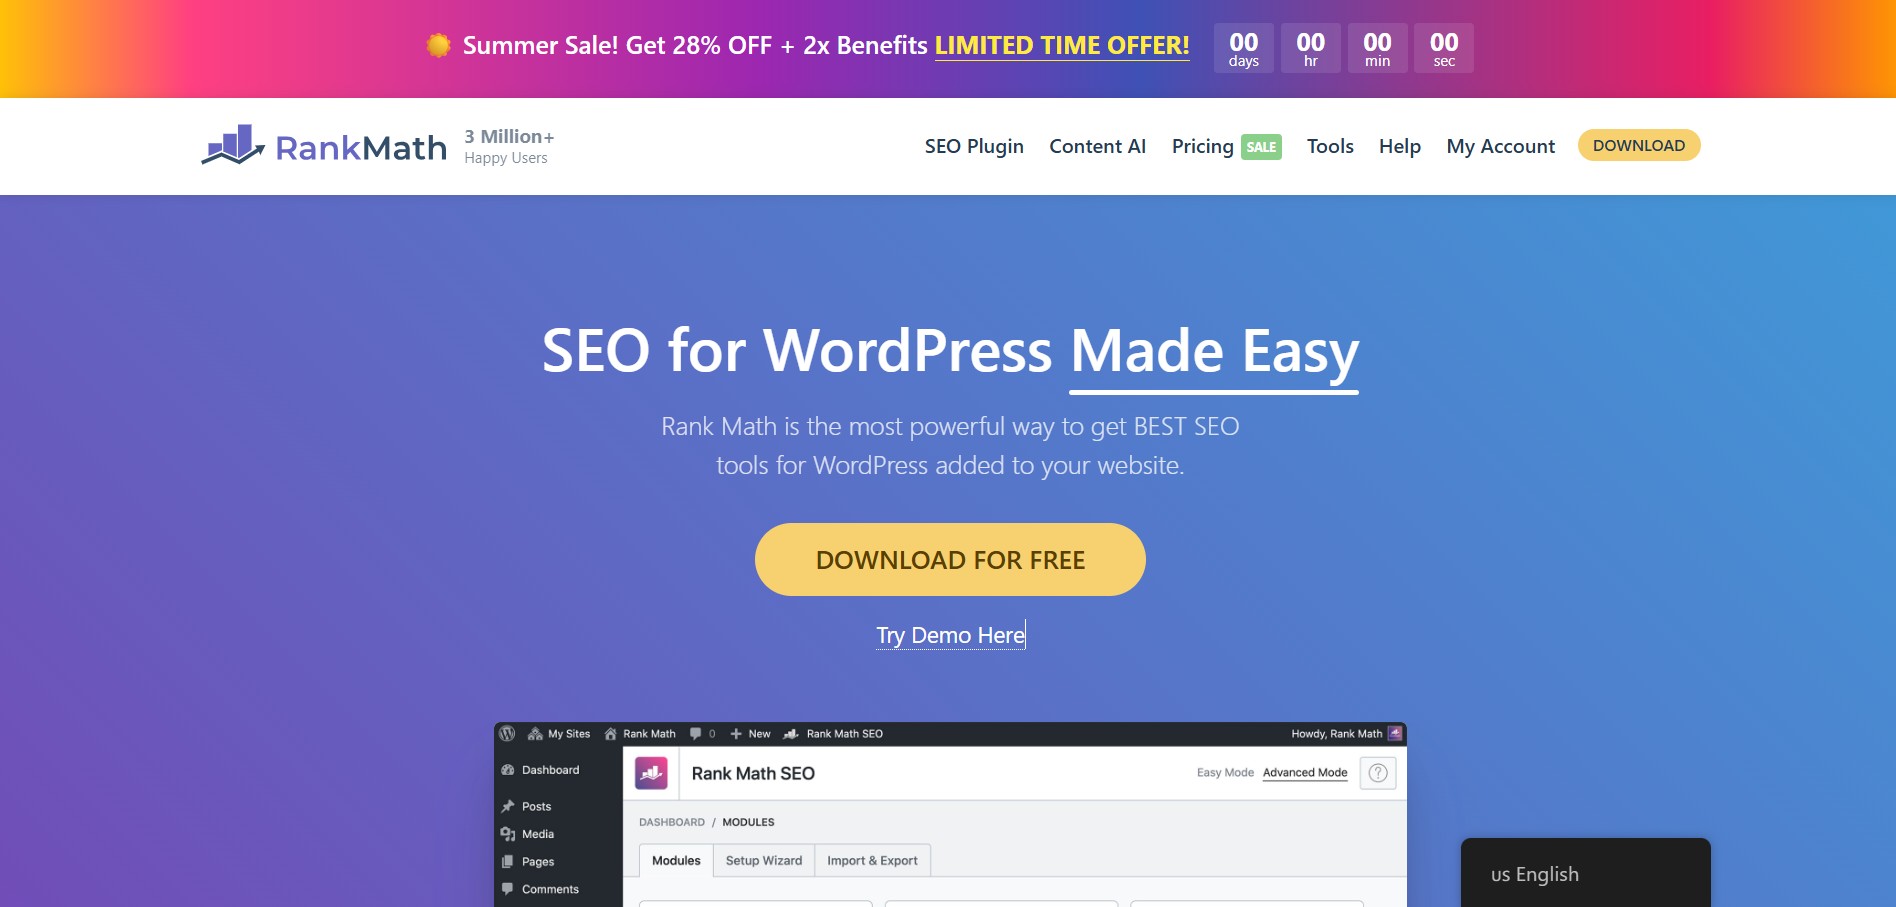 Summer Sale! Get 28% OFF + 2x Benefits LIMITED TIME OFFER!
00 00 00 00
days hr min sec
RankMath
3 Million+
Happy Users
SEO Plugin Content AI Pricing SALE Tools Help My Account DOWNLOAD
SEO for WordPress Made Easy
Rank Math is the most powerful way to get BEST SEO
tools for WordPress added to your website.
DOWNLOAD FOR FREE
Try Demo Here
My Sites Rank Math 0 New Rank Math SEO Howdy, Rank Math
Dashboard
Posts
Media
Pages
Comments
Rank Math SEO Easy Mode Advanced Mode ?
DASHBOARD / MODULES
Modules Setup Wizard Import & Export
us English